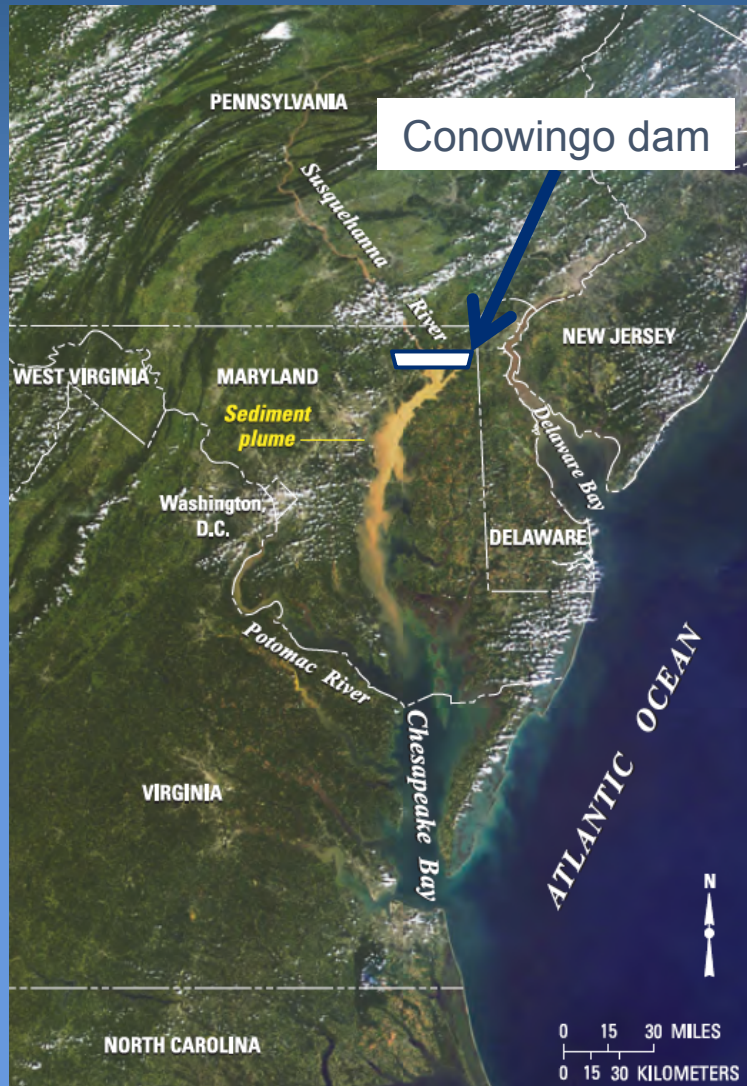 PENNSYLVANIA
Conowingo dam
Susquehanna
River
NEW JERSEY
WEST VIRGINIA
MARYLAND
Sediment
plume
Delaware Bay
Washington,
D.C.
DELAWARE
Potomac River
Chesapeake Bay
ATLANTIC OCEAN
VIRGINIA
N
NORTH CAROLINA
0 15 30 MILES
0 15 30 KILOMETERS